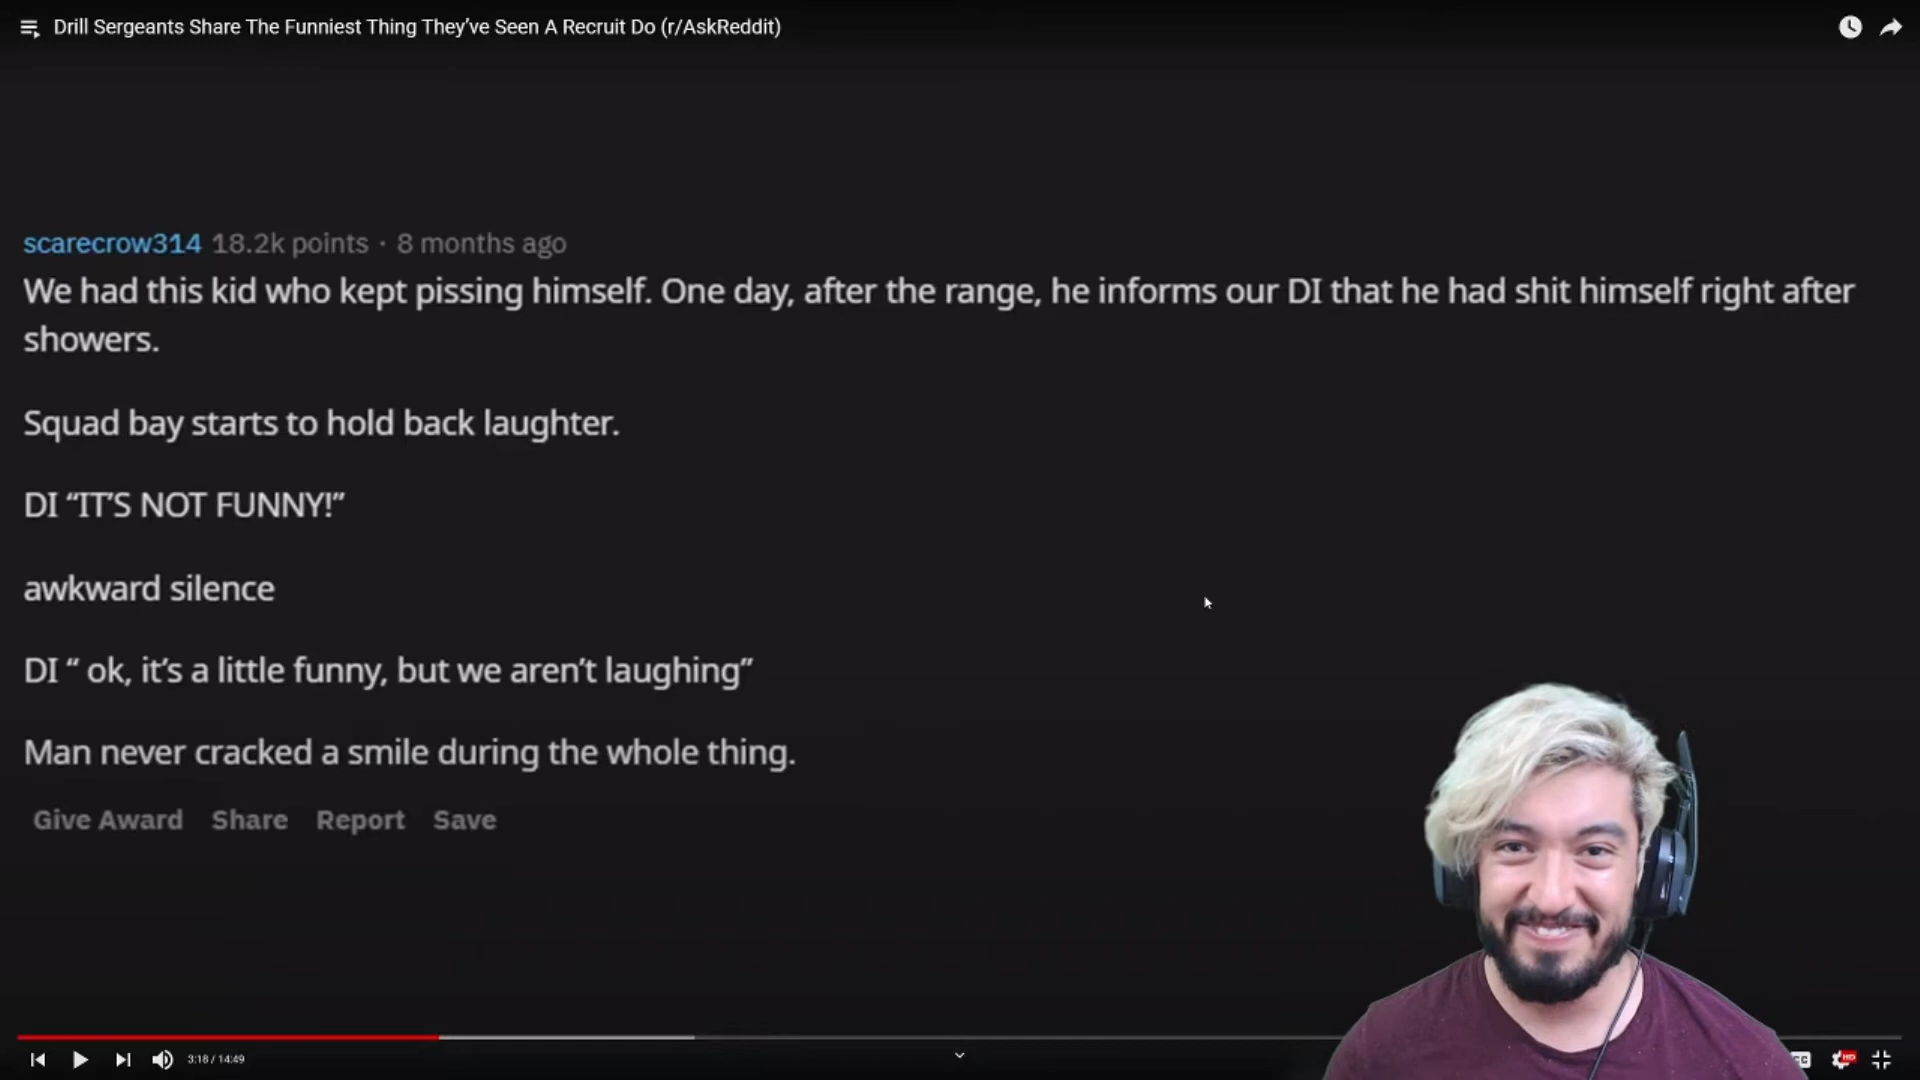 Drill Sergeants Share The Funniest Thing They’ve Seen A Recruit Do (r/AskReddit)
scarecrow314 18.2k points · 8 months ago
We had this kid who kept pissing himself. One day, after the range, he informs our DI that he had shit himself right after
showers.
Squad bay starts to hold back laughter.
DI “IT’S NOT FUNNY!”
awkward silence
DI “ ok, it’s a little funny, but we aren’t laughing”
Man never cracked a smile during the whole thing.
Give Award Share Report Save
3:18 / 14:49
CC HD